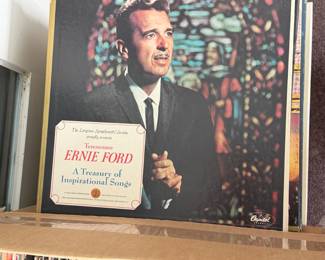 The Longines Symphonette Society
proudly presents
Tennessee
ERNIE FORD
A Treasury of
Inspirational Songs
Capitol